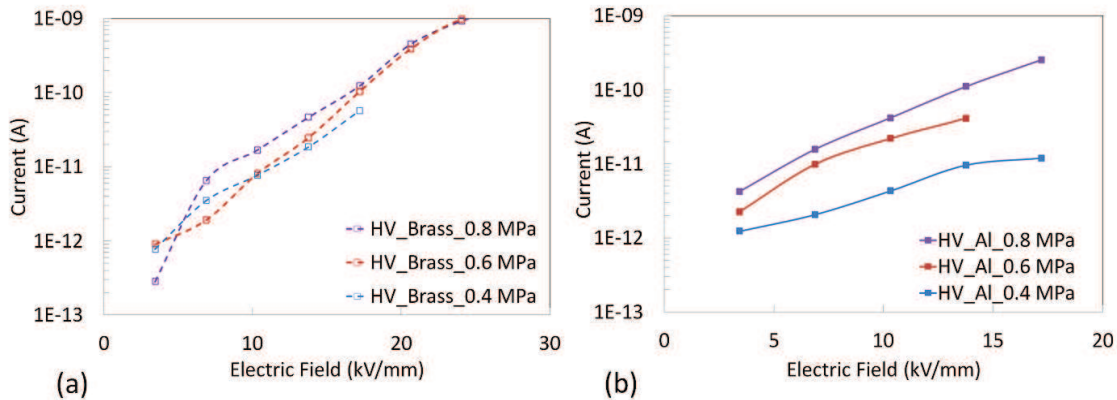 1E-09
1E-10
1E-11
1E-12
1E-13
Current (A)
HV_Brass_0.8 MPa
HV_Brass_0.6 MPa
HV_Brass_0.4 MPa
0
10
20
30
Electric Field (kV/mm)
(a)
1E-09
1E-10
1E-11
1E-12
1E-13
Current (A)
HV_Al_0.8 MPa
HV_Al_0.6 MPa
HV_Al_0.4 MPa
0
5
10
15
20
Electric Field (kV/mm)
(b)